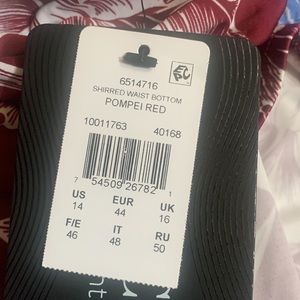 6514716
SHIRRED WAIST BOTTOM
POMPEI RED
10011763 40168
7 54509 26782 1
US EUR UK
14 44 16
F/E IT RU
46 48 50